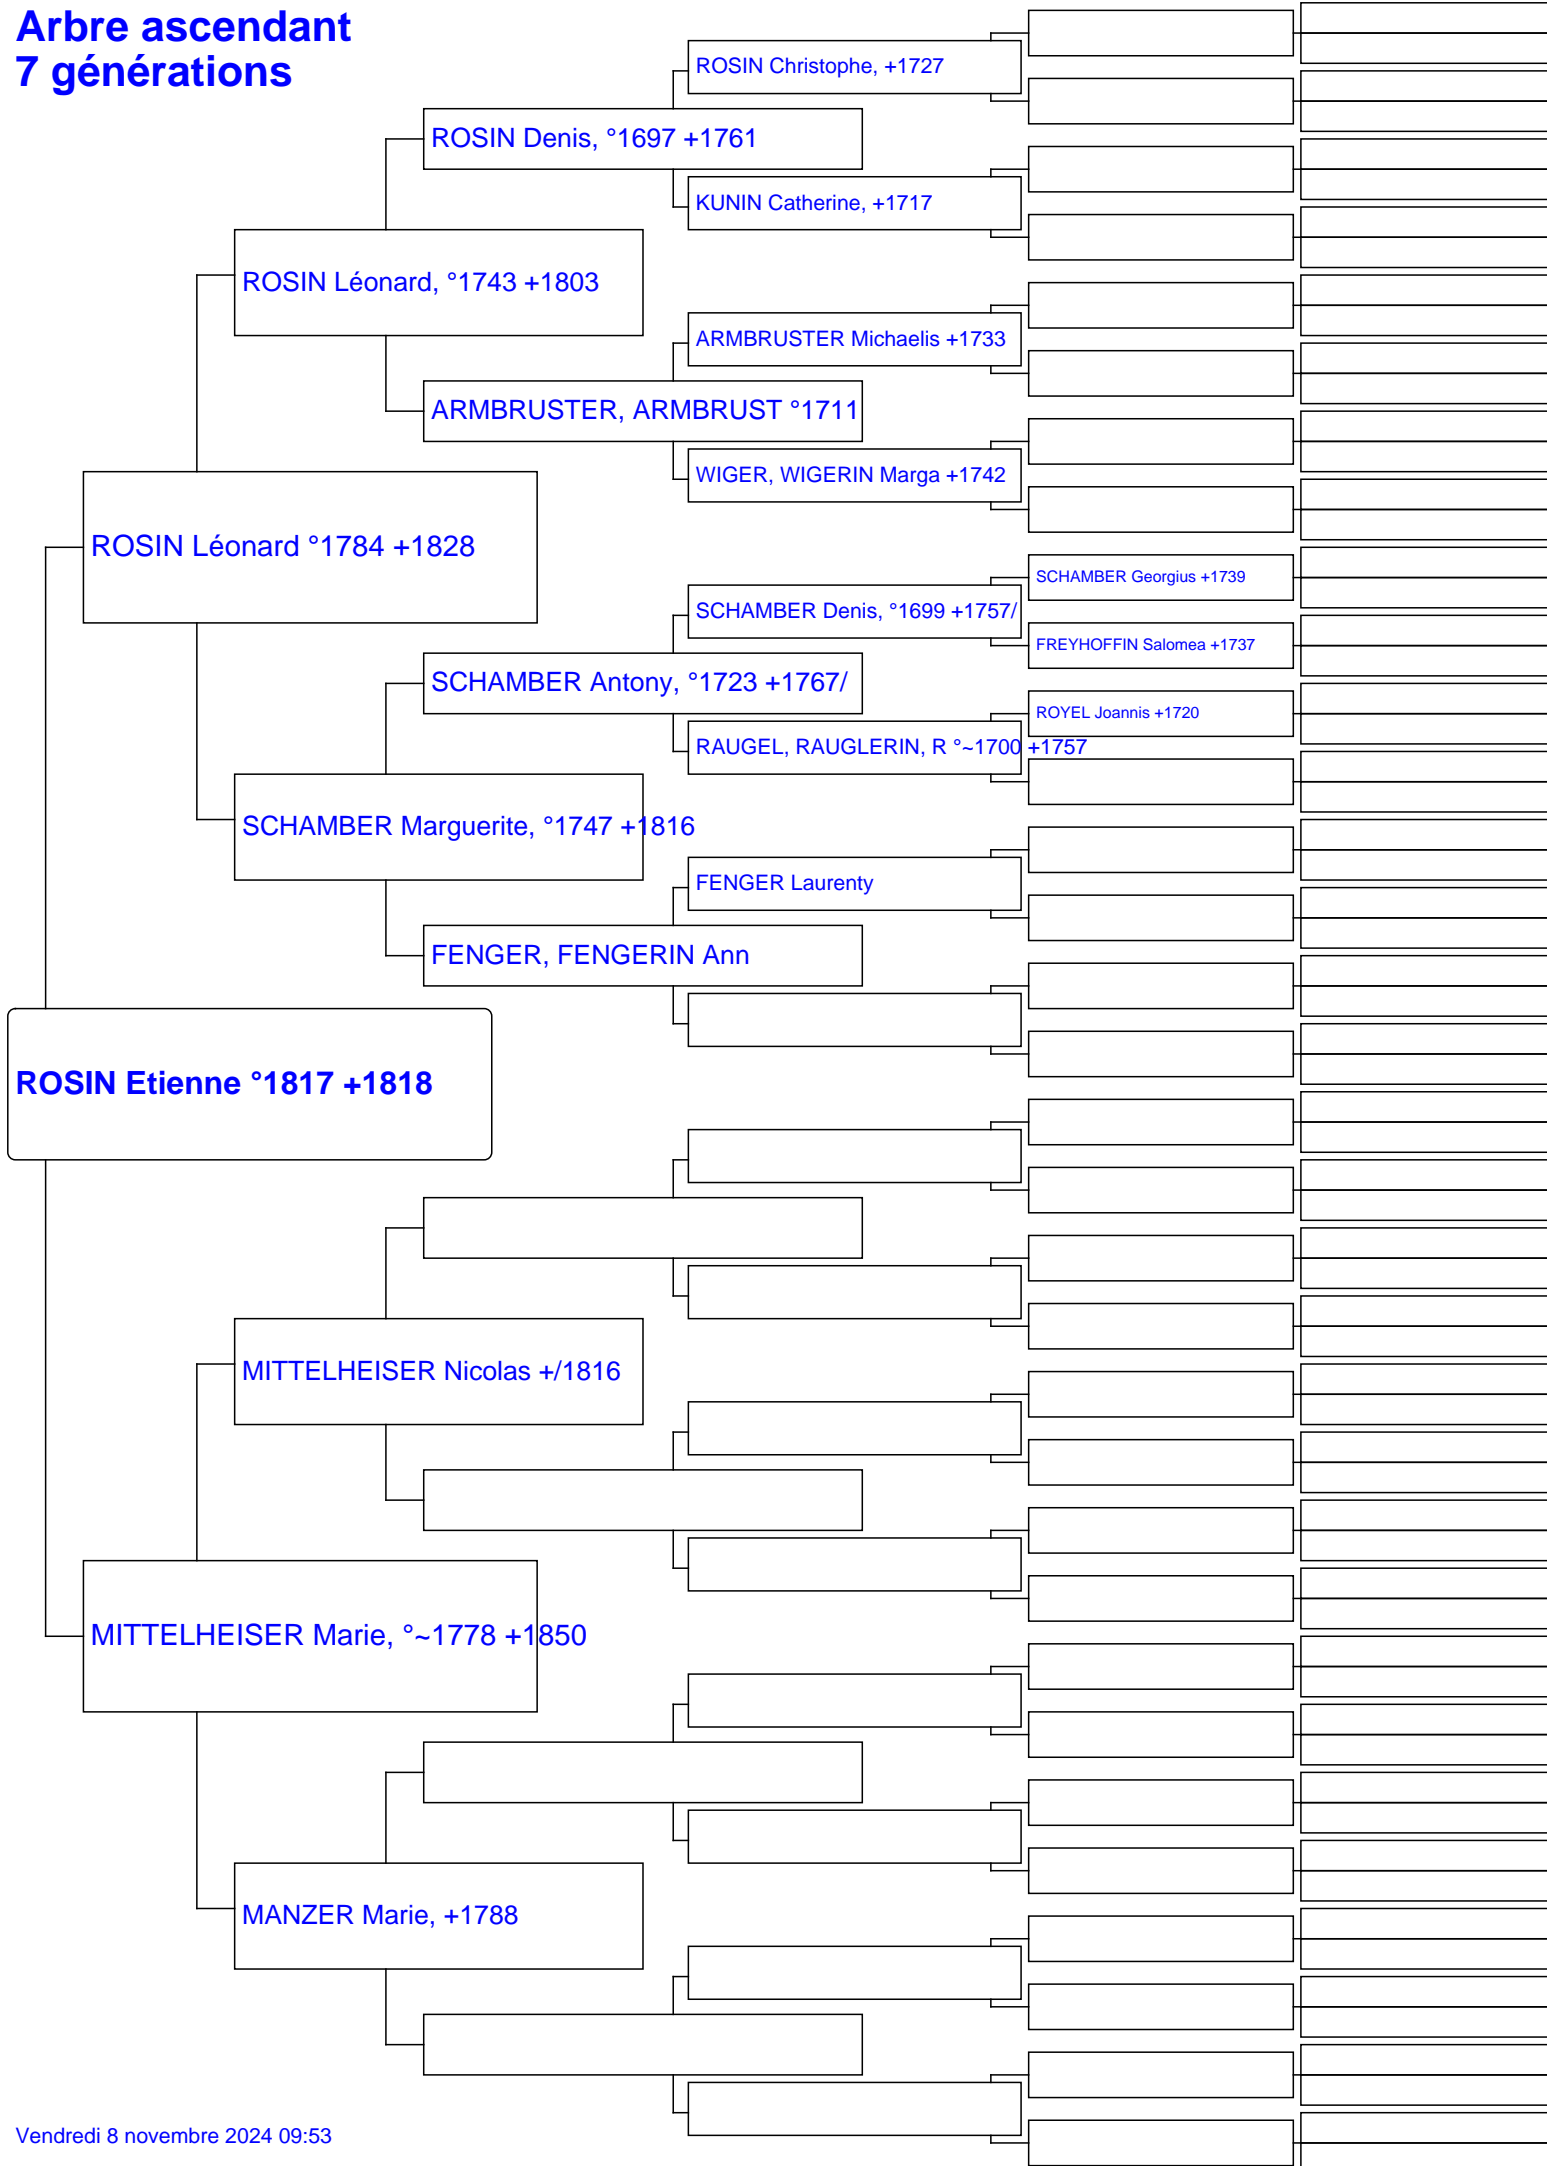 Arbre ascendant
7 générations
ROSIN Christophe, +1727
ROSIN Denis, °1697 +1761
KUNIN Catherine, +1717
ROSIN Léonard, °1743 +1803
ARMBRUSTER Michaelis +1733
ARMBRUSTER, ARMBRUST °1711
WIGER, WIGERIN Marga +1742
ROSIN Léonard °1784 +1828
SCHAMBER Georgius +1739
SCHAMBER Denis, °1699 +1757/
FREYHOFFIN Salomea +1737
SCHAMBER Antony, °1723 +1767/
ROYEL Joannis +1720
RAUGEL, RAUGLERIN, R °~1700 +1757
SCHAMBER Marguerite, °1747 +1816
FENGER Laurenty
FENGER, FENGERIN Ann
ROSIN Etienne °1817 +1818
MITTELHEISER Nicolas +/1816
MITTELHEISER Marie, °~1778 +1850
MANZER Marie, +1788
Vendredi 8 novembre 2024 09:53